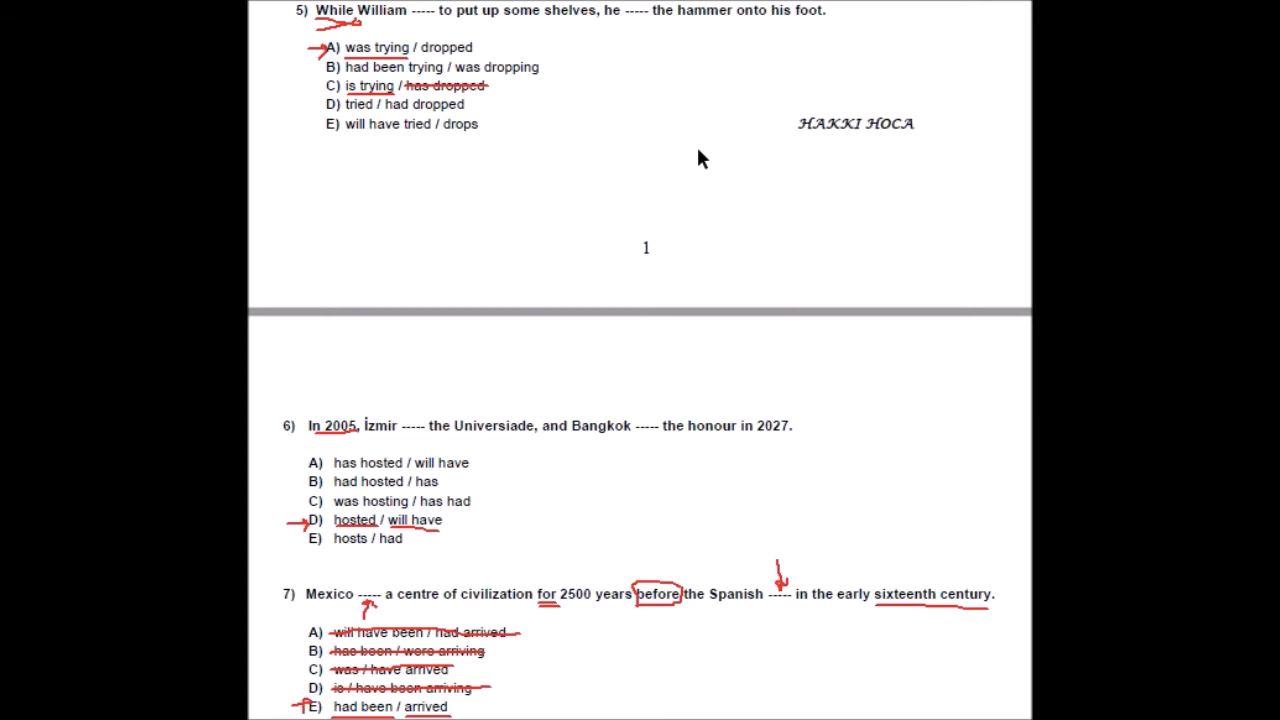 5) While William ----- to put up some shelves, he ----- the hammer onto his foot.
A) was trying / dropped
B) had been trying / was dropping
C) is trying / has dropped
D) tried / had dropped
E) will have tried / drops
HAKKI HOCA
1
6) In 2005, İzmir ----- the Universiade, and Bangkok ----- the honour in 2027.
A) has hosted / will have
B) had hosted / has
C) was hosting / has had
D) hosted / will have
E) hosts / had
7) Mexico ----- a centre of civilization for 2500 years before the Spanish ----- in the early sixteenth century.
A) will have been / had arrived
B) has been / were arriving
C) was / have arrived
D) is / have been arriving
E) had been / arrived